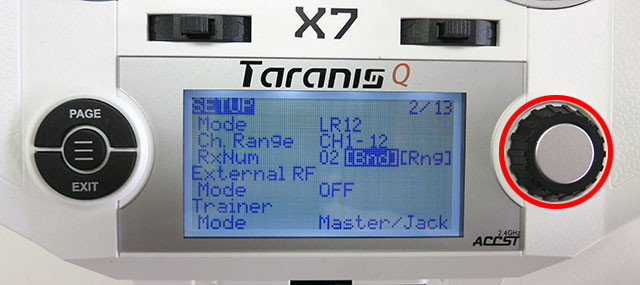 X7
Taranis Q
PAGE
EXIT
SETUP 2/13
Mode LR12
Ch. Range CH1-12
RxNum 02 [Bnd][Rng]
External RF
Mode OFF
Trainer
Mode Master/Jack
2.4GHz
ACCST